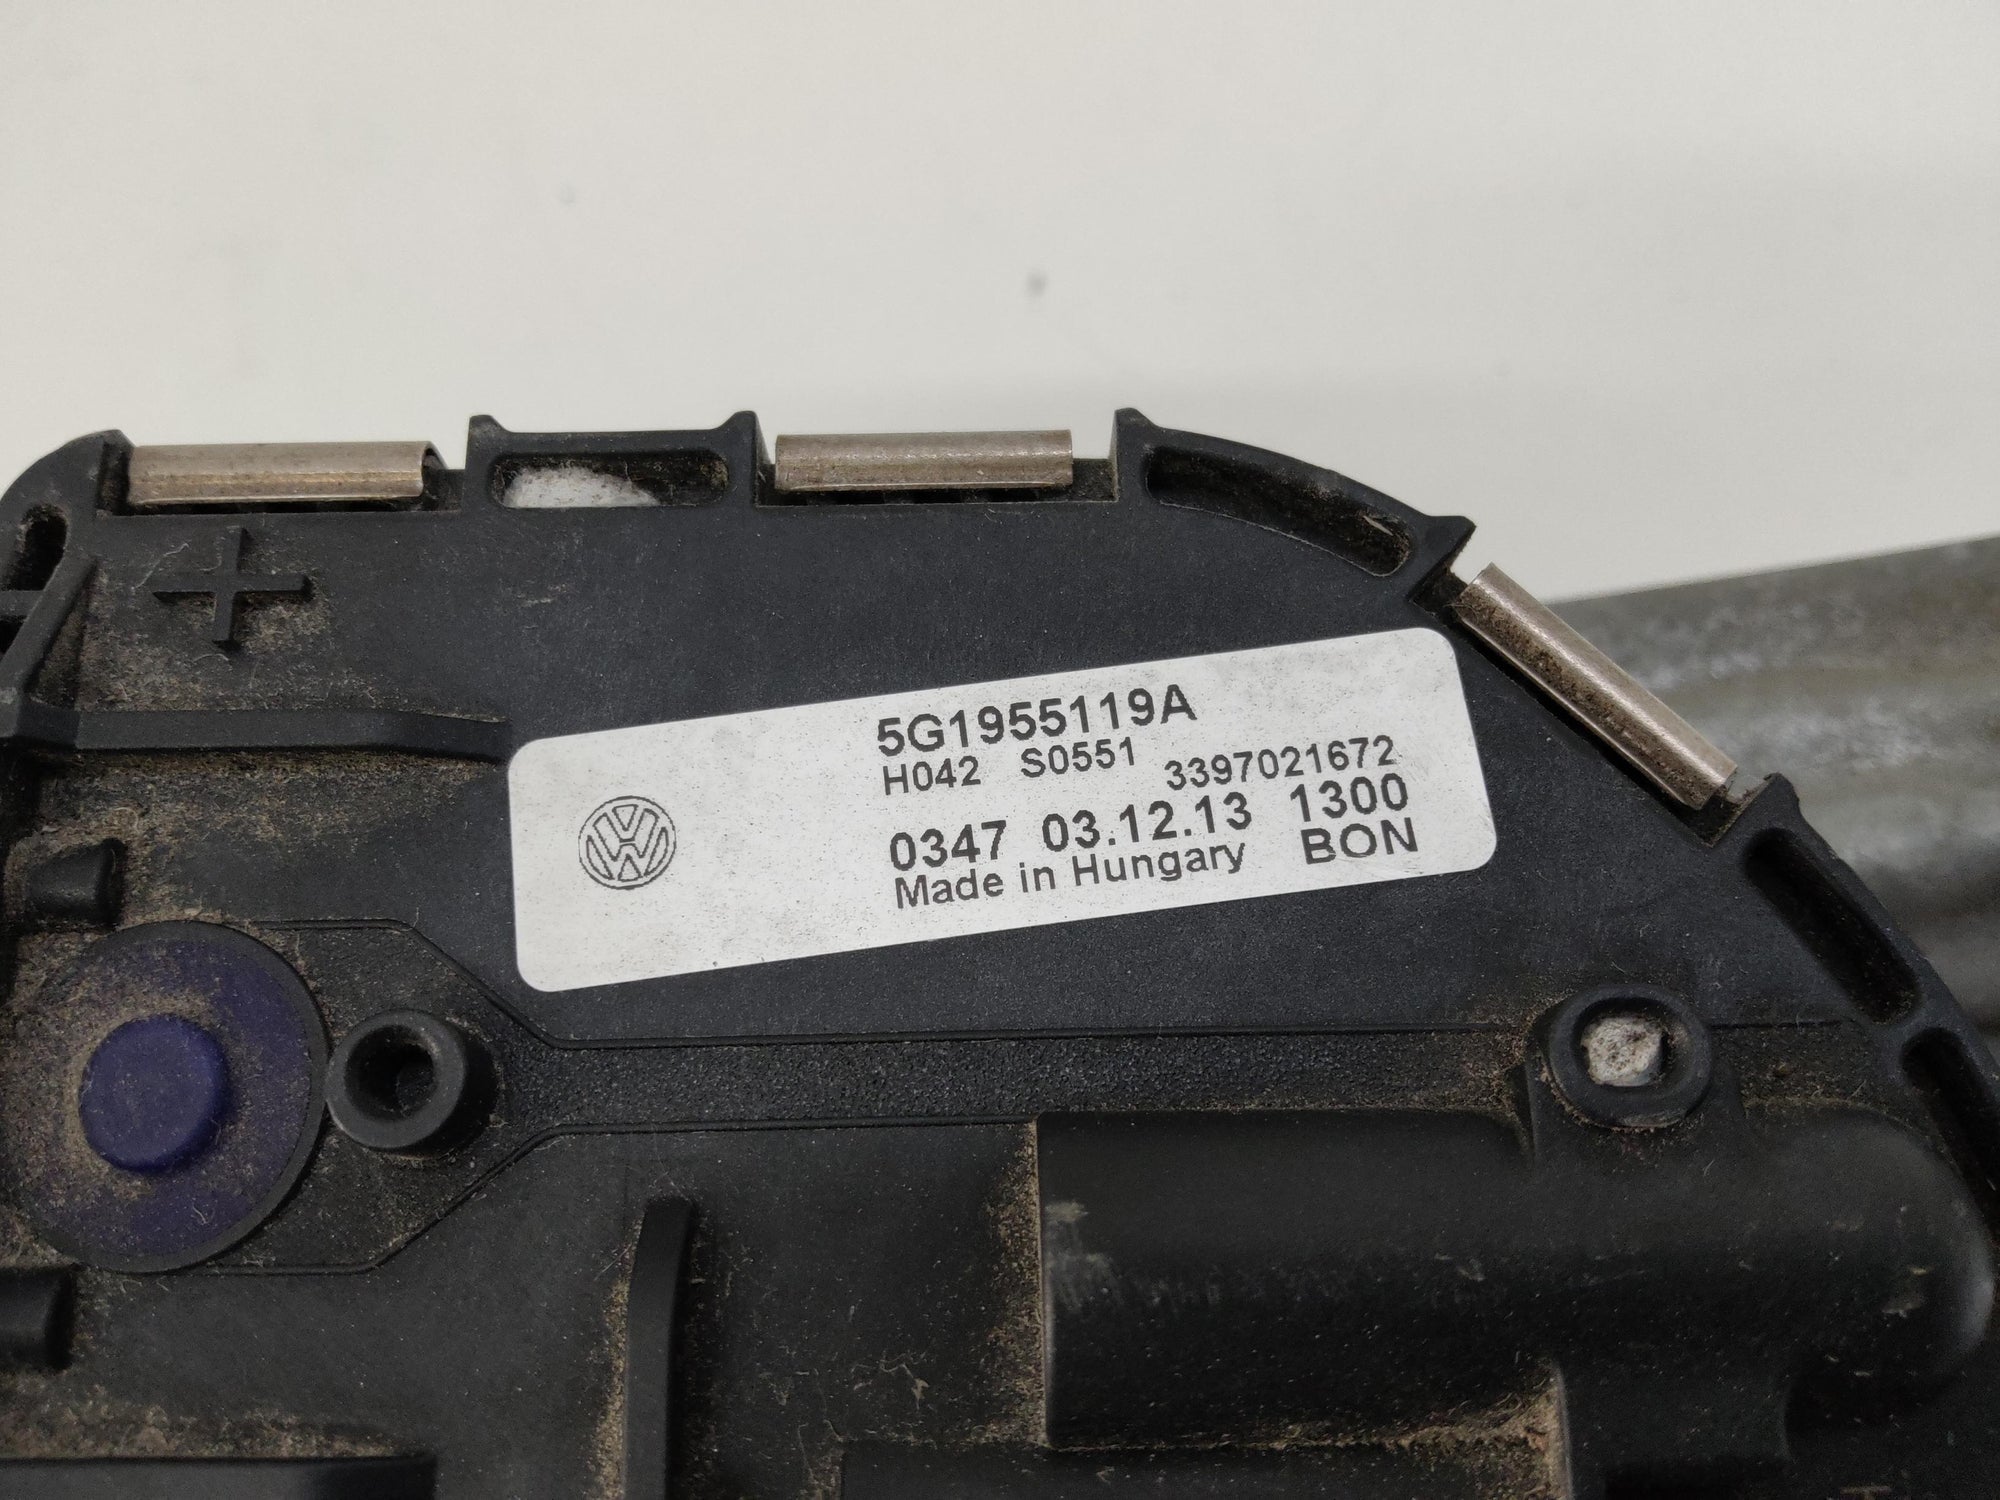 5G1955119A
H042 S0551 3397021672
0347 03.12.13 1300
Made in Hungary BON